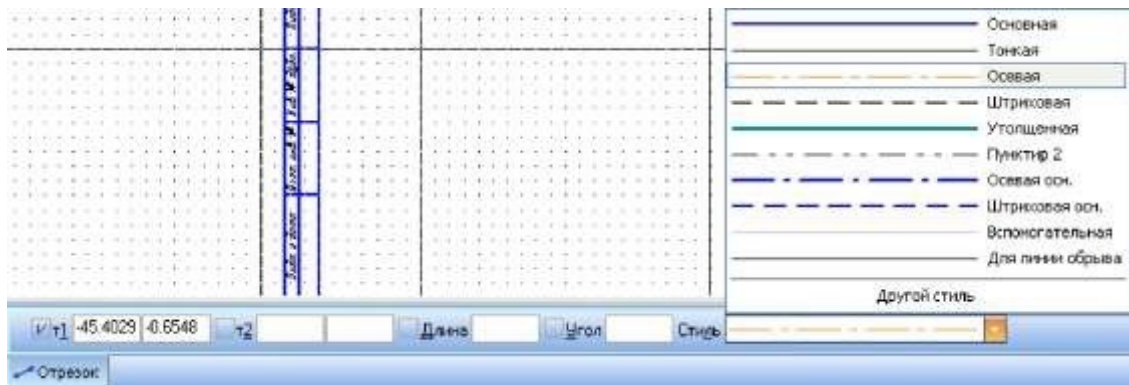 Основная
Тонкая
Осевая
Штриховая
Утолщенная
Пунктир 2
Осевая осн.
Штриховая осн.
Вспомогательная
Для линии обрыва
Другой стиль
т1 -45.4029 -0.6548 т2 Длина Угол Стиль
Отрезок